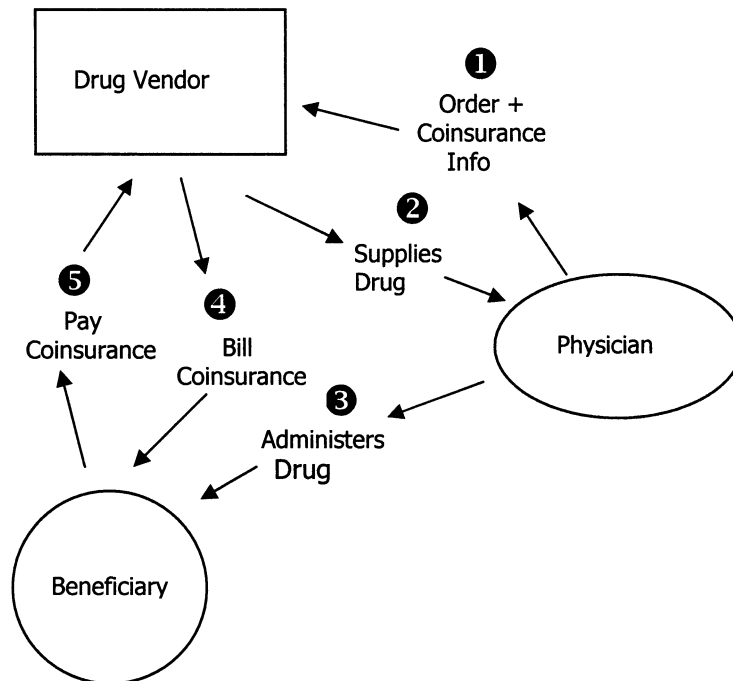 Drug Vendor
❶
Order +
Coinsurance
Info
❷
Supplies
Drug
Physician
❸
Administers
Drug
❹
Bill
Coinsurance
❺
Pay
Coinsurance
Beneficiary